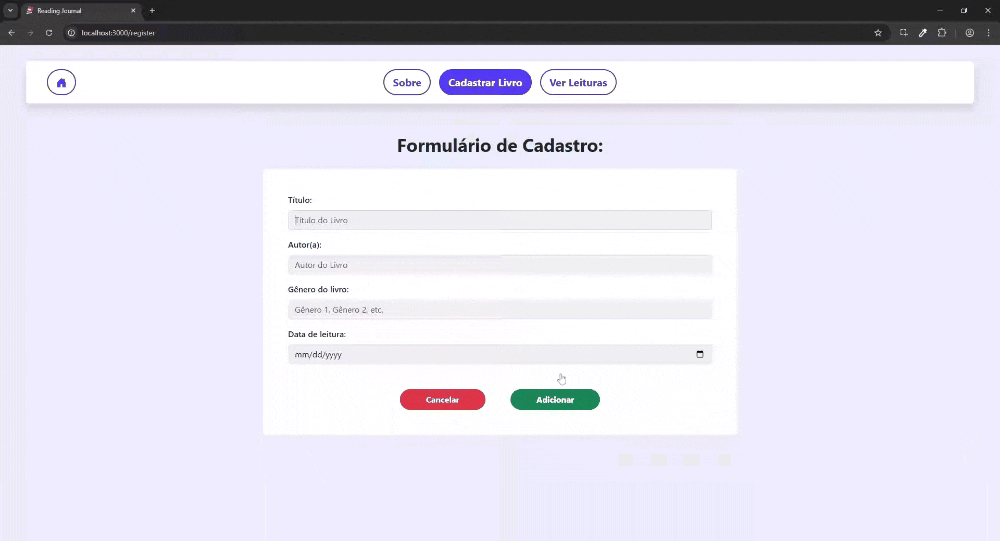 Reading Journal
localhost:3000/register
Sobre
Cadastrar Livro
Ver Leituras
Formulário de Cadastro:
Título:
Título do Livro
Autor(a):
Autor do Livro
Gênero do livro:
Gênero 1, Gênero 2, etc.
Data de leitura:
mm/dd/yyyy
Cancelar
Adicionar